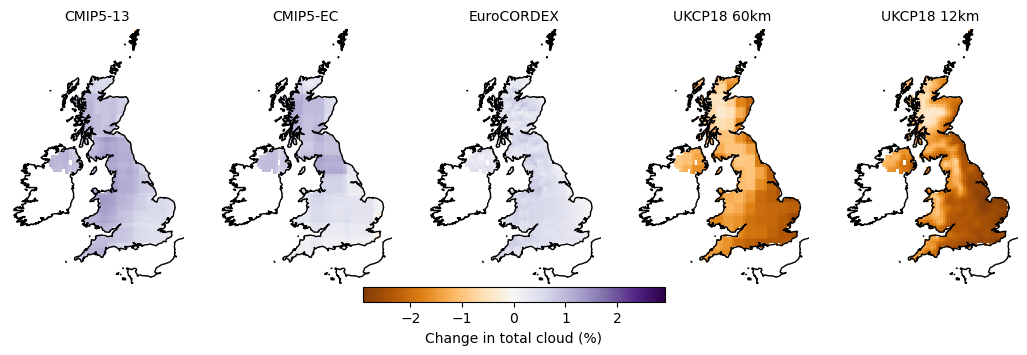 CMIP5-13 CMIP5-EC EuroCORDEX UKCP18 60km UKCP18 12km
−2 −1 0 1 2
Change in total cloud (%)